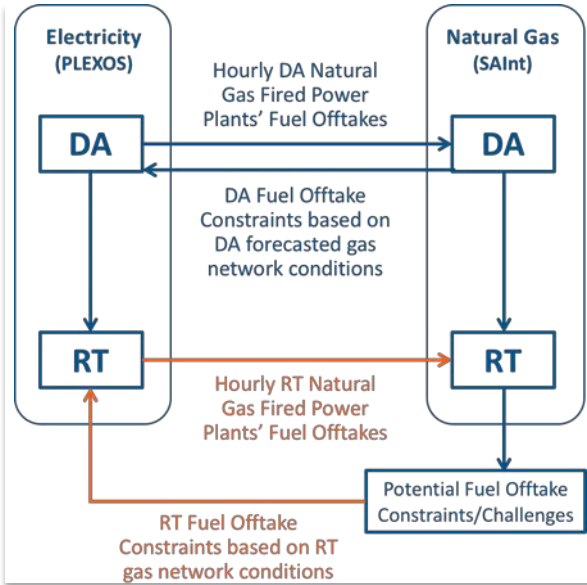 Electricity
(PLEXOS)
Natural Gas
(SAInt)
Hourly DA Natural
Gas Fired Power
Plants' Fuel Offtakes
DA
DA
DA Fuel Offtake
Constraints based on
DA forecasted gas
network conditions
RT
RT
Hourly RT Natural
Gas Fired Power
Plants' Fuel Offtakes
Potential Fuel Offtake
Constraints/Challenges
RT Fuel Offtake
Constraints based on RT
gas network conditions